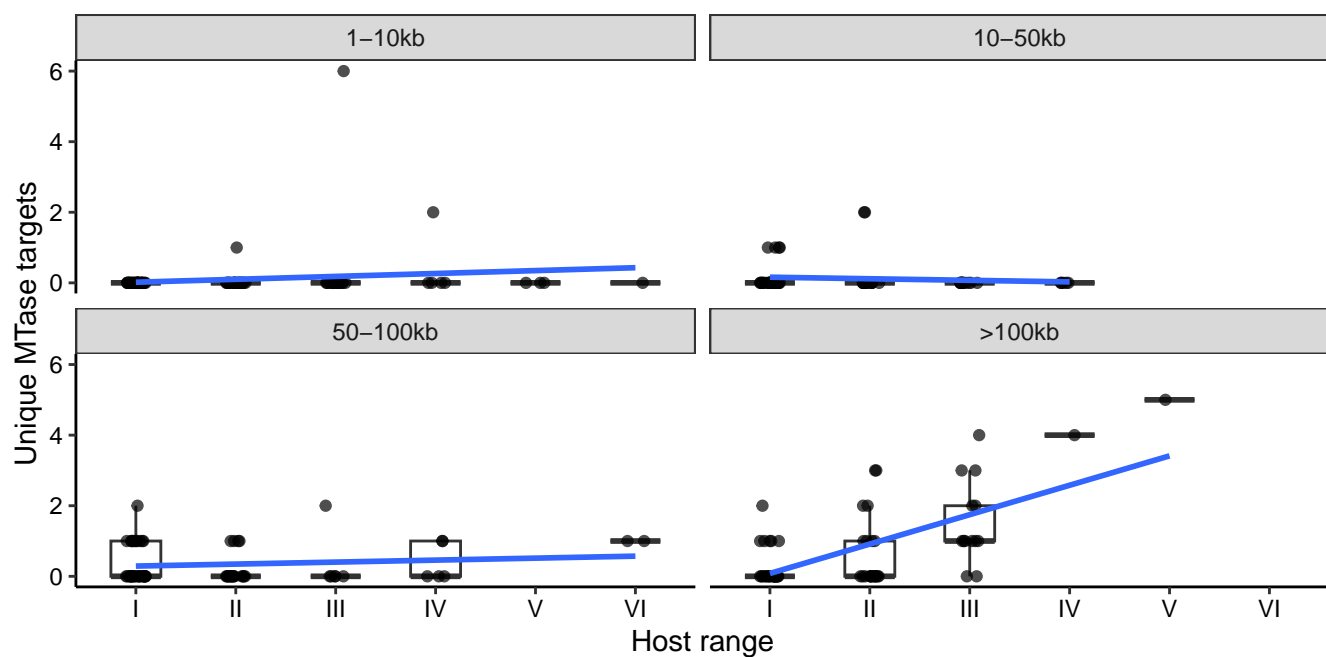 1−10kb
10−50kb
6
4
2
0
50−100kb
>100kb
6
4
2
0
I II III IV V VI
I II III IV V VI
Host range
Unique MTase targets